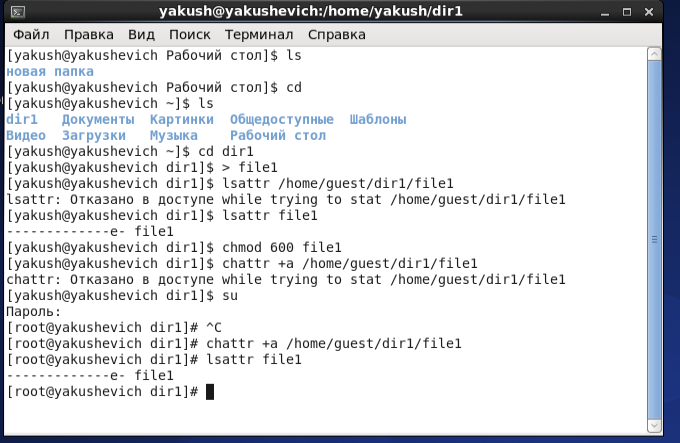 yakush@yakushevich:/home/yakush/dir1
Файл Правка Вид Поиск Терминал Справка
[yakush@yakushevich Рабочий стол]$ ls
новая папка
[yakush@yakushevich Рабочий стол]$ cd
[yakush@yakushevich ~]$ ls
dir1 Документы Картинки Общедоступные Шаблоны
Видео Загрузки Музыка Рабочий стол
[yakush@yakushevich ~]$ cd dir1
[yakush@yakushevich dir1]$ > file1
[yakush@yakushevich dir1]$ lsattr /home/guest/dir1/file1
lsattr: Отказано в доступе while trying to stat /home/guest/dir1/file1
[yakush@yakushevich dir1]$ lsattr file1
-------------e- file1
[yakush@yakushevich dir1]$ chmod 600 file1
[yakush@yakushevich dir1]$ chattr +a /home/guest/dir1/file1
chattr: Отказано в доступе while trying to stat /home/guest/dir1/file1
[yakush@yakushevich dir1]$ su
Пароль:
[root@yakushevich dir1]# ^C
[root@yakushevich dir1]# chattr +a /home/guest/dir1/file1
[root@yakushevich dir1]# lsattr file1
-------------e- file1
[root@yakushevich dir1]#